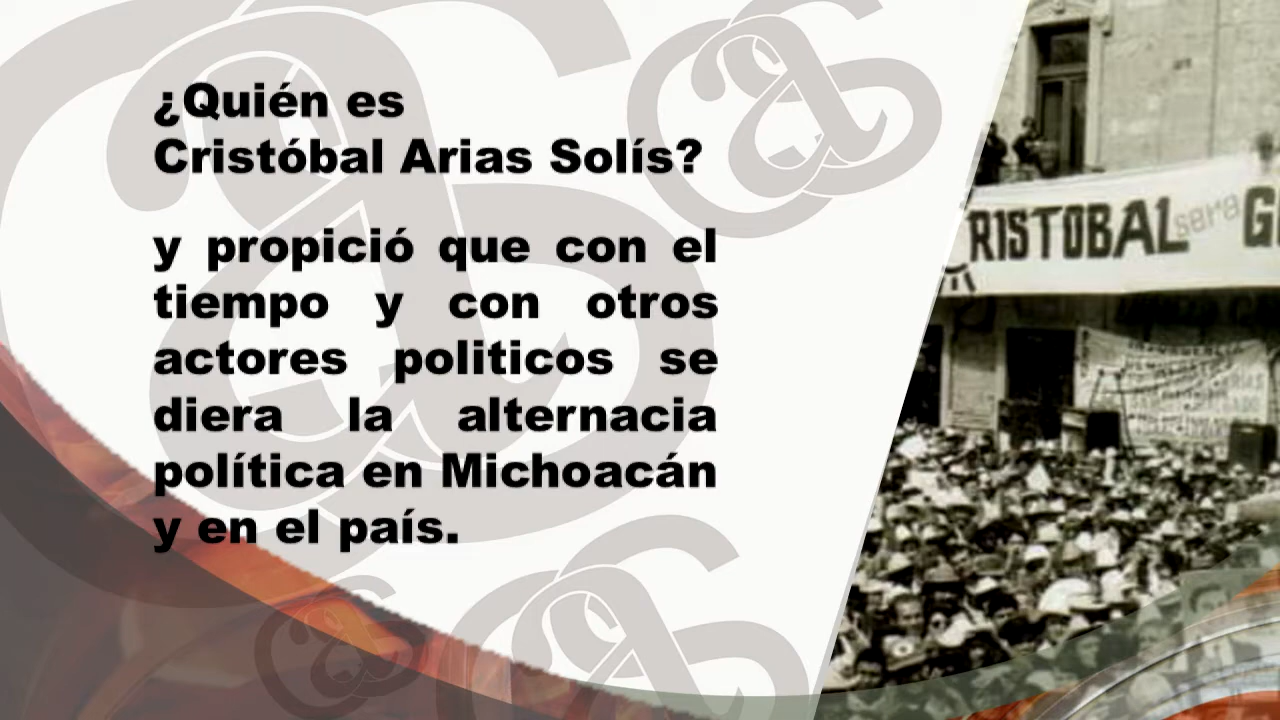 ¿Quién es
Cristóbal Arias Solís?
y propició que con el
tiempo y con otros
actores politicos se
diera la alternacia
política en Michoacán
y en el país.
RISTOBAL sera